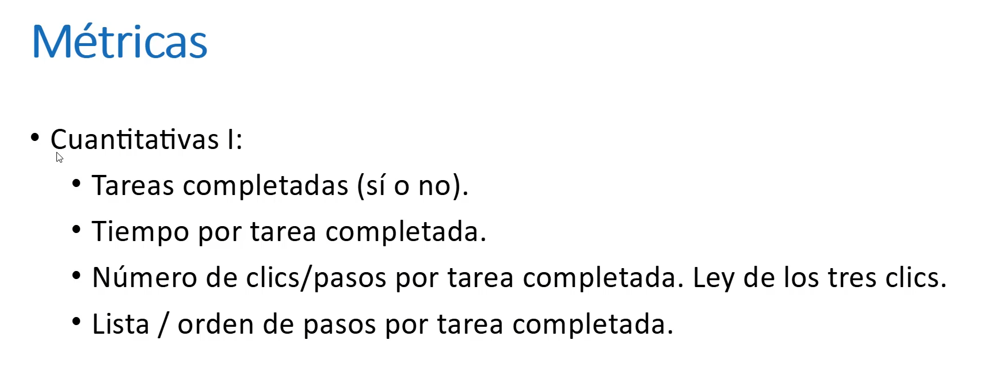 Métricas
• Cuantitativas I:
• Tareas completadas (sí o no).
• Tiempo por tarea completada.
• Número de clics/pasos por tarea completada. Ley de los tres clics.
• Lista / orden de pasos por tarea completada.